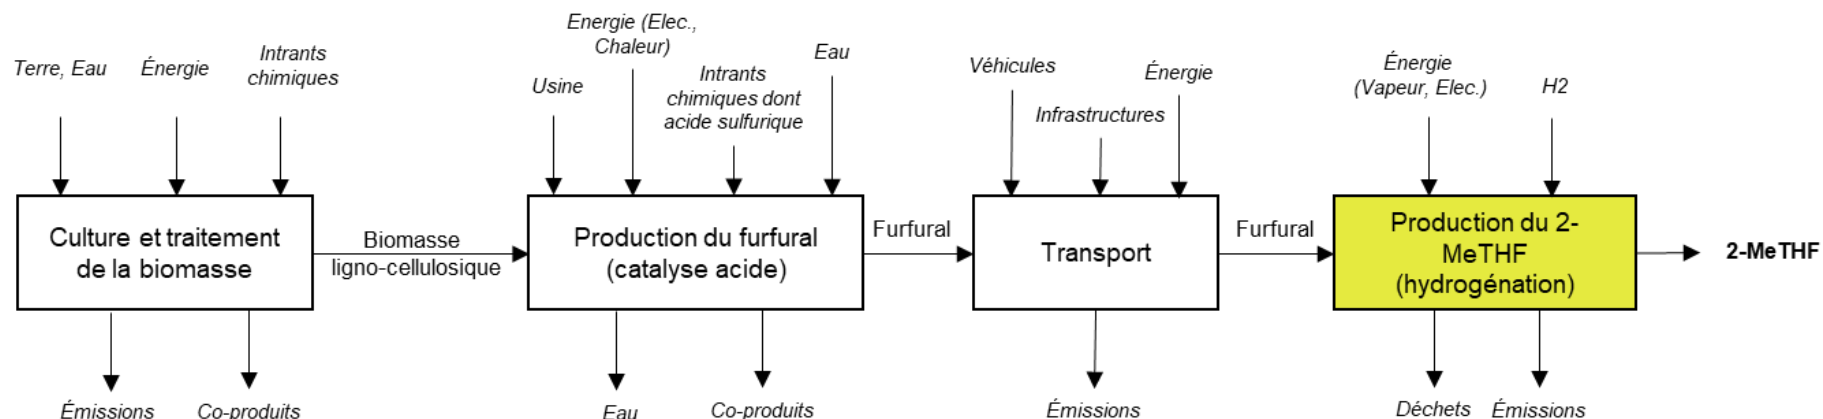 Terre, Eau
Énergie
Intrants
chimiques
Usine
Energie (Elec.,
Chaleur)
Intrants
chimiques dont
acide sulfurique
Eau
Véhicules
Infrastructures
Énergie
Énergie
(Vapeur, Elec.)
H2
Culture et traitement
de la biomasse
Biomasse
ligno-cellulosique
Production du furfural
(catalyse acide)
Furfural
Transport
Furfural
Production du 2-
MeTHF
(hydrogénation)
2-MeTHF
Émissions
Co-produits
Eau
Co-produits
Émissions
Déchets
Émissions